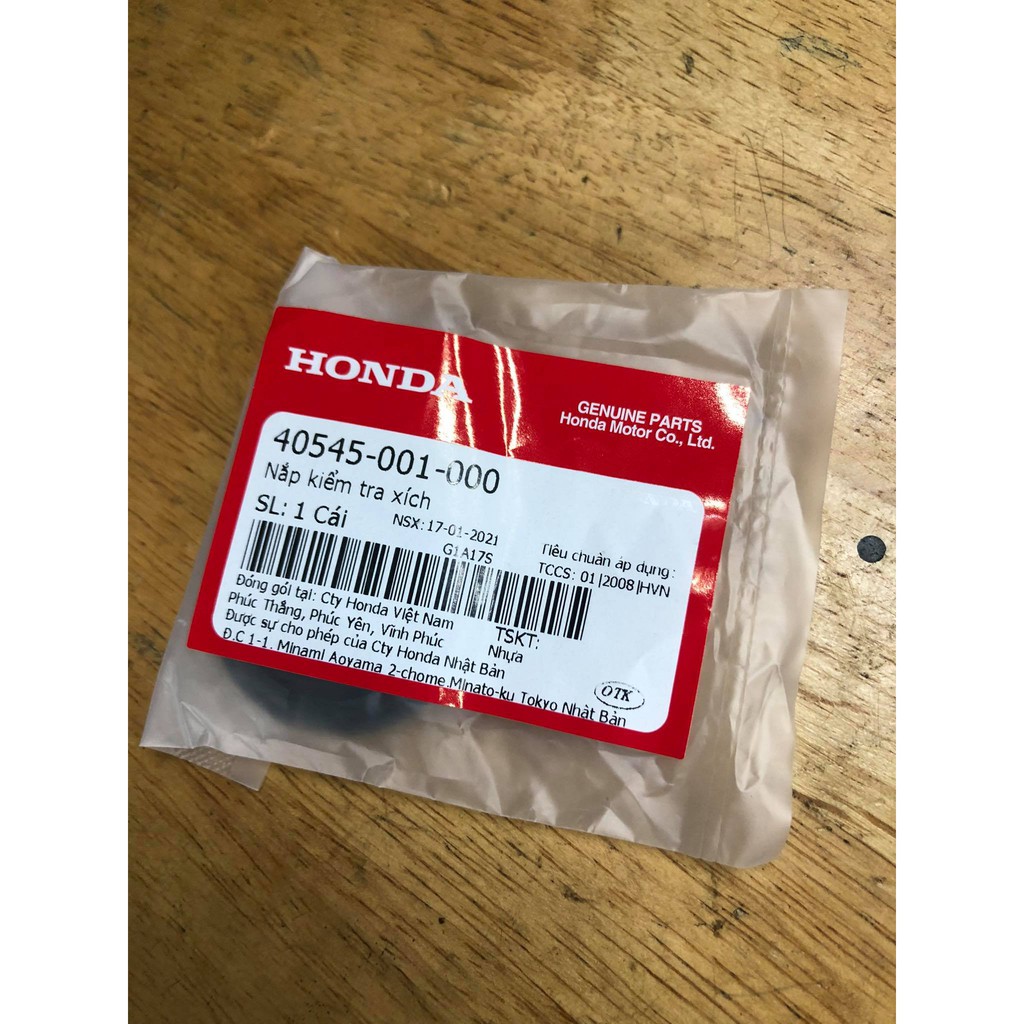 HONDA
GENUINE PARTS
Honda Motor Co., Ltd.
40545-001-000
Nắp kiểm tra xích
SL: 1 Cái
NSX: 17-01-2021
G1A17S
Tiêu chuẩn áp dụng:
TCCS: 01|2008|HVN
Đóng gói tại: Cty Honda Việt Nam
Phúc Thắng, Phúc Yên, Vĩnh Phúc
TSKT:
Nhựa
Được sự cho phép của Cty Honda Nhật Bản
Đ.C 1-1, Minami Aoyama 2-chome,Minato-ku Tokyo Nhật Bản
OTK